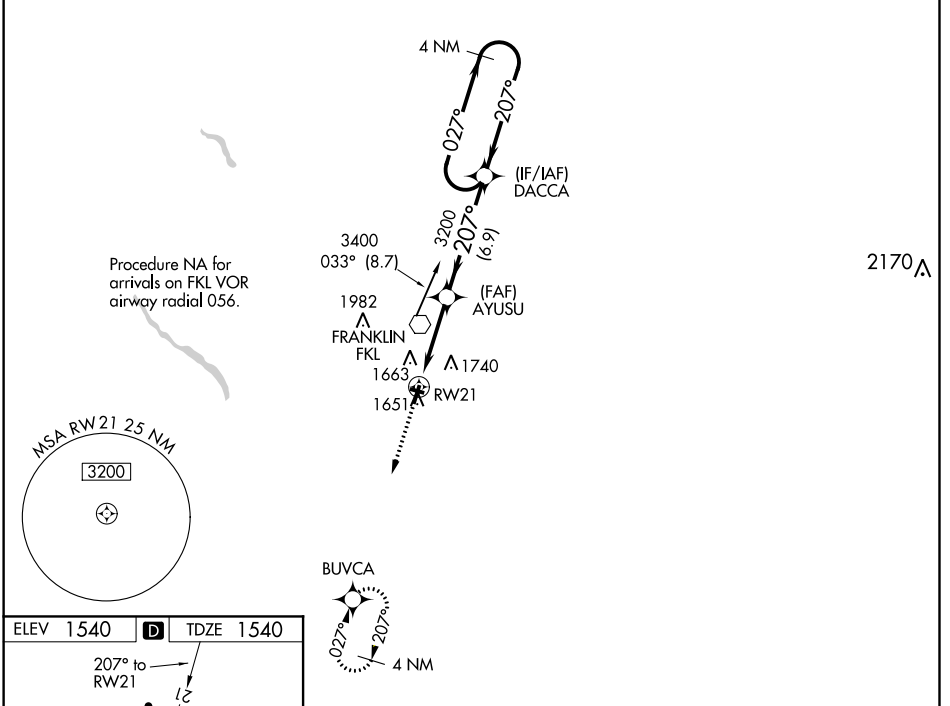 4 NM
027°
207°
(IF/IAF)
DACCA
3200
207°
(6.9)
3400
033° (8.7)
2170
Procedure NA for
arrivals on FKL VOR
airway radial 056.
(FAF)
AYUSU
1982
FRANKLIN
FKL
1663
1740
1651
RW21
MSA RW21 25 NM
3200
BUVCA
027°
207°
4 NM
ELEV 1540
D
TDZE 1540
207° to
RW21
21